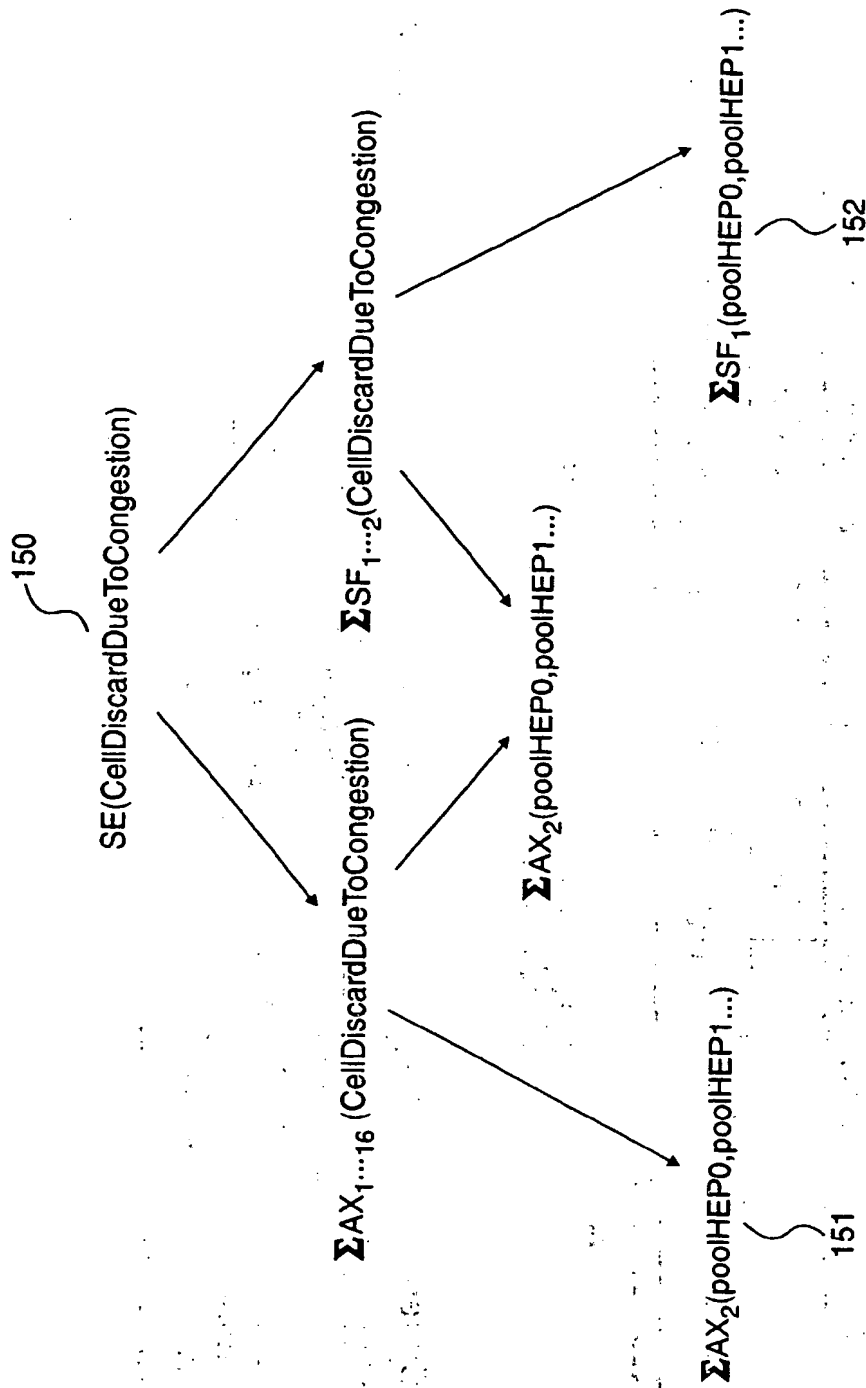 150
SE(CellDiscardDueToCongestion)
ΣAX1...16 (CellDiscardDueToCongestion)
ΣSF1...2(CellDiscardDueToCongestion)
ΣAX2(poolHEP0,poolHEP1...)
ΣAX2(poolHEP0,poolHEP1...)
151
ΣSF1(poolHEP0,poolHEP1...)
152